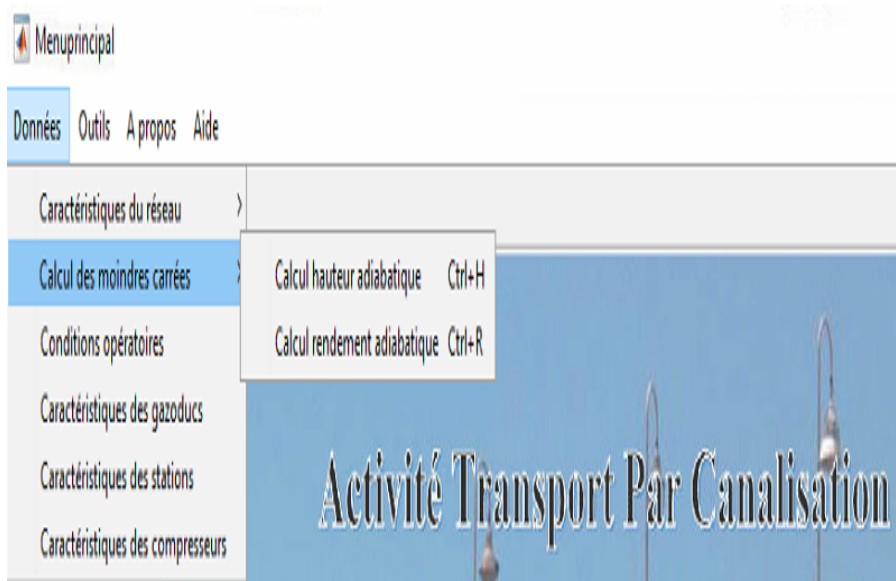 Menuprincipal
Données Outils A propos Aide
Caractéristiques du réseau >
Calcul des moindres carrées
Calcul hauteur adiabatique Ctrl+H
Calcul rendement adiabatique Ctrl+R
Conditions opératoires
Caractéristiques des gazoducs
Caractéristiques des stations
Caractéristiques des compresseurs
Activité Transport Par Canalisation